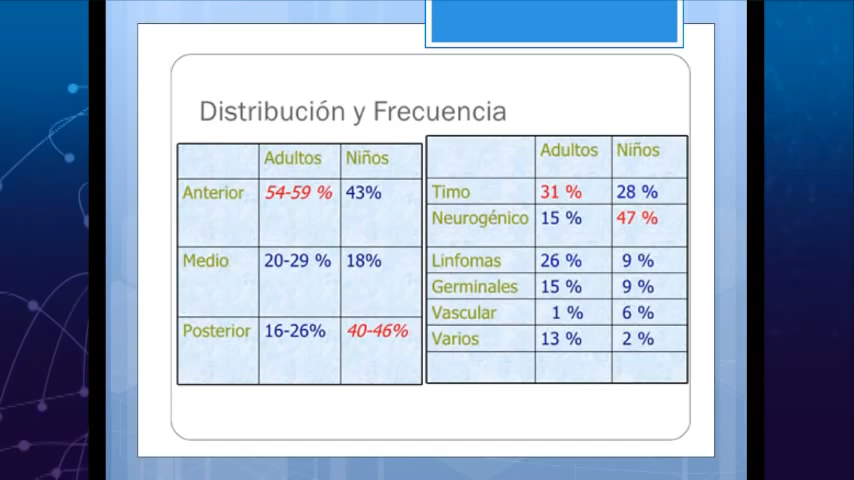 Distribución y Frecuencia
Adultos Niños
Anterior 54-59 % 43%
Medio 20-29 % 18%
Posterior 16-26% 40-46%
Adultos Niños
Timo 31 % 28 %
Neurogénico 15 % 47 %
Linfomas 26 % 9 %
Germinales 15 % 9 %
Vascular 1 % 6 %
Varios 13 % 2 %